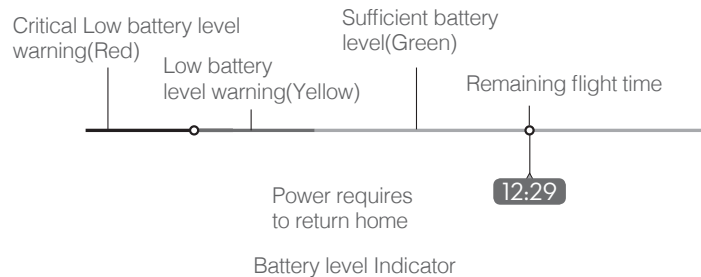 Critical Low battery level
warning(Red)
Low battery
level warning(Yellow)
Sufficient battery
level(Green)
Remaining flight time
12:29
Power requires
to return home
Battery level Indicator